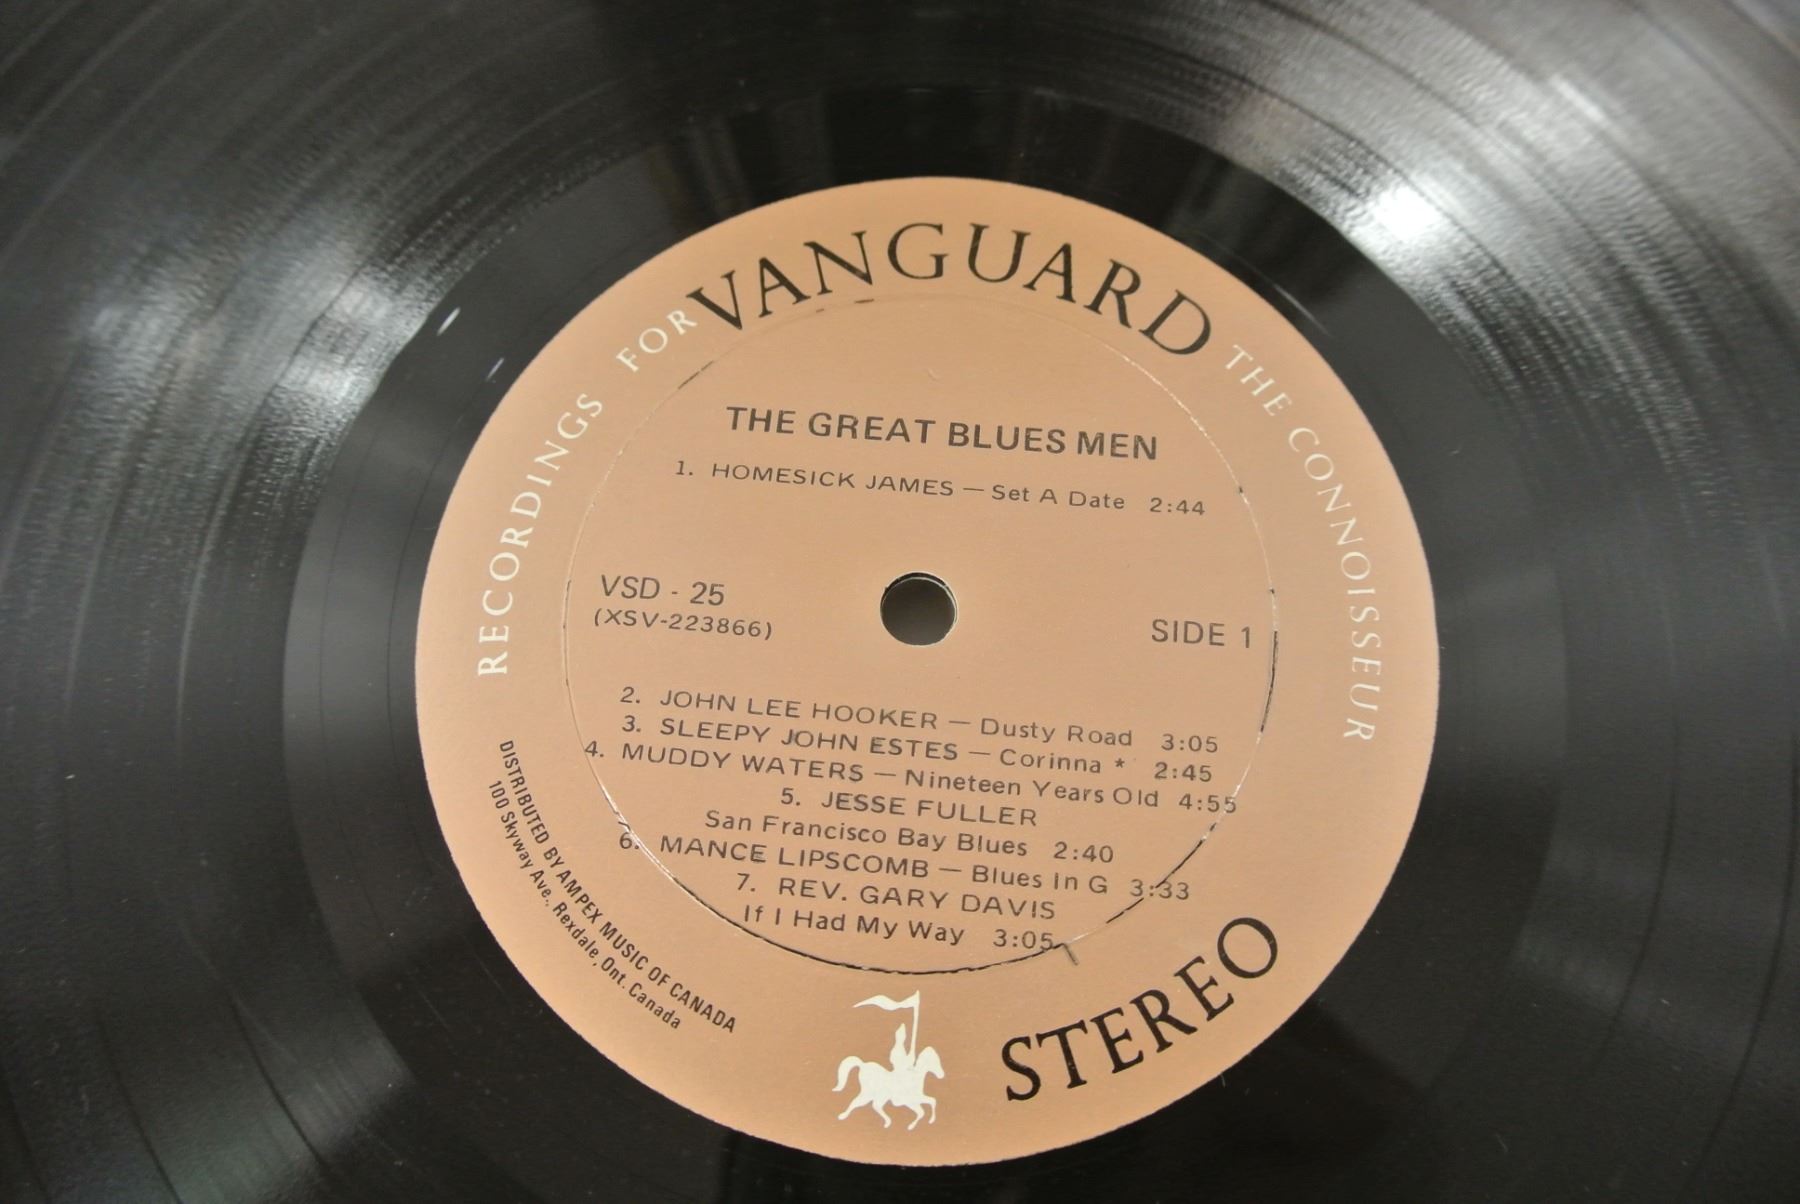 RECORDINGS FOR VANGUARD THE CONNOISSEUR
THE GREAT BLUES MEN
1. HOMESICK JAMES — Set A Date 2:44
VSD - 25
(XSV-223866)
SIDE 1
2. JOHN LEE HOOKER — Dusty Road 3:05
3. SLEEPY JOHN ESTES — Corinna * 2:45
4. MUDDY WATERS — Nineteen Years Old 4:55
5. JESSE FULLER
San Francisco Bay Blues 2:40
6. MANCE LIPSCOMB — Blues in G 3:33
7. REV. GARY DAVIS
If I Had My Way 3:05
STEREO
DISTRIBUTED BY AMPEX MUSIC OF CANADA
100 Skyway Ave., Rexdale, Ont. Canada